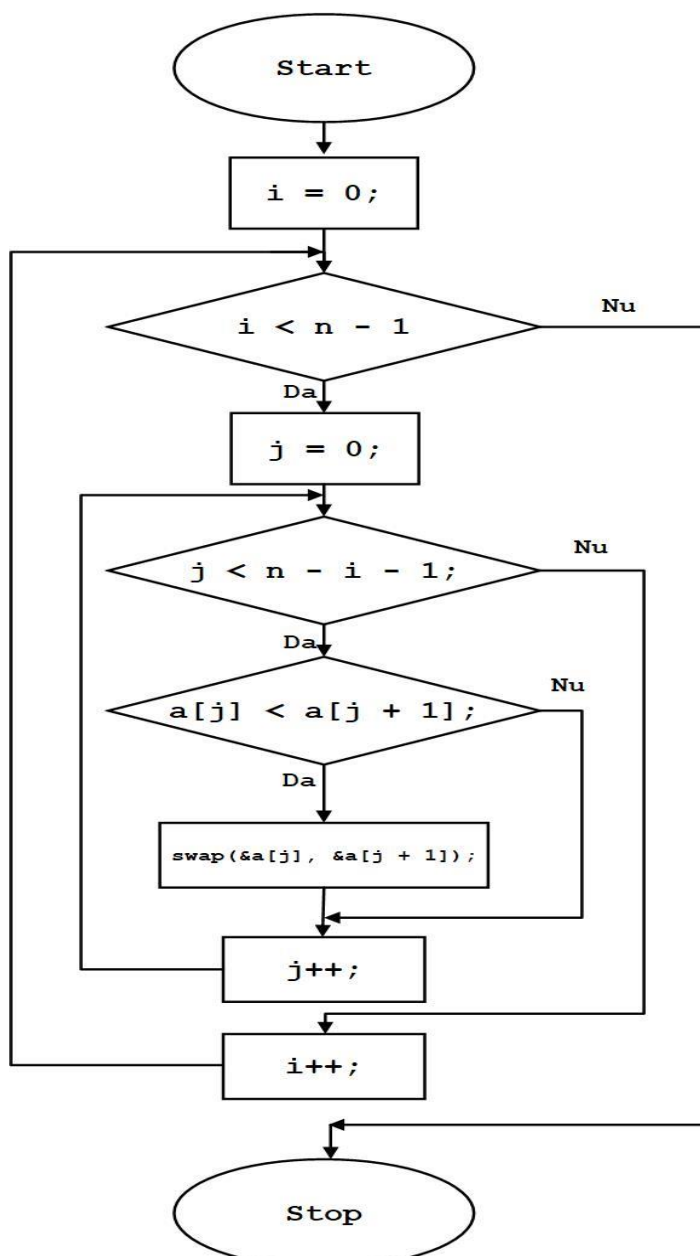 Start
i = 0;
i < n - 1
Nu
Da
j = 0;
j < n - i - 1;
Nu
Da
a[j] < a[j + 1];
Nu
Da
swap(&a[j], &a[j + 1]);
j++;
i++;
Stop